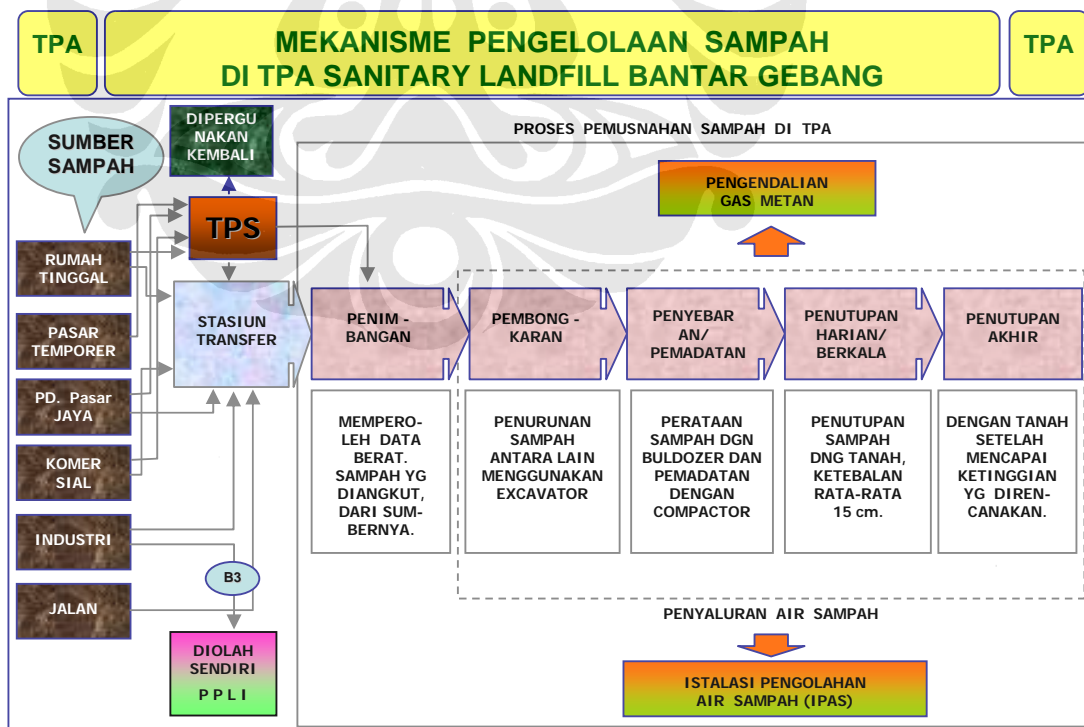 TPA
MEKANISME PENGELOLAAN SAMPAH
DI TPA SANITARY LANDFILL BANTAR GEBANG
TPA
SUMBER
SAMPAH
DIPERGU
NAKAN
KEMBALI
PROSES PEMUSNAHAN SAMPAH DI TPA
PENGENDALIAN
GAS METAN
TPS
RUMAH
TINGGAL
PASAR
TEMPORER
PD. Pasar
JAYA
KOMER
SIAL
INDUSTRI
JALAN
STASIUN
TRANSFER
PENIM -
BANGAN
PEMBONG -
KARAN
PENYEBAR
AN/
PEMADATAN
PENUTUPAN
HARIAN/
BERKALA
PENUTUPAN
AKHIR
MEMPERO-
LEH DATA
BERAT.
SAMPAH YG
DIANGKUT,
DARI SUM-
BERNYA.
PENURUNAN
SAMPAH
ANTARA LAIN
MENGGUNAKAN
EXCAVATOR
PERATAAN
SAMPAH DGN
BULDOZER DAN
PEMADATAN
DENGAN
COMPACTOR
PENUTUPAN
SAMPAH
DNG TANAH,
KETEBALAN
RATA-RATA
15 cm.
DENGAN TANAH
SETELAH
MENCAPAI
KETINGGIAN
YG DIREN-
CANAKAN.
B3
DIOLAH
SENDIRI
P P L I
PENYALURAN AIR SAMPAH
ISTALASI PENGOLAHAN
AIR SAMPAH (IPAS)